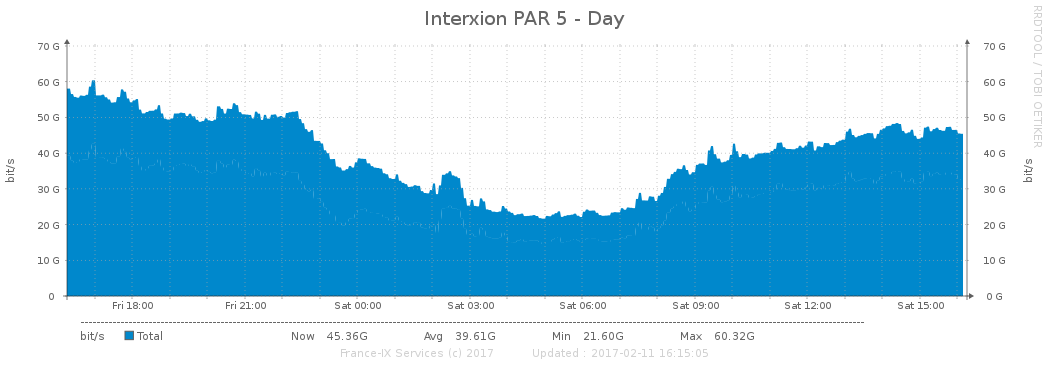 Interxion PAR 5 - Day
RRDTOOL / TOBI OETIKER
bit/s
bit/s
70 G
60 G
50 G
40 G
30 G
20 G
10 G
0
70 G
60 G
50 G
40 G
30 G
20 G
10 G
0 G
Fri 18:00 Fri 21:00 Sat 00:00 Sat 03:00 Sat 06:00 Sat 09:00 Sat 12:00 Sat 15:00
bit/s Total Now 45.36G Avg 39.61G Min 21.60G Max 60.32G
France-IX Services (c) 2017 Updated : 2017-02-11 16:15:05